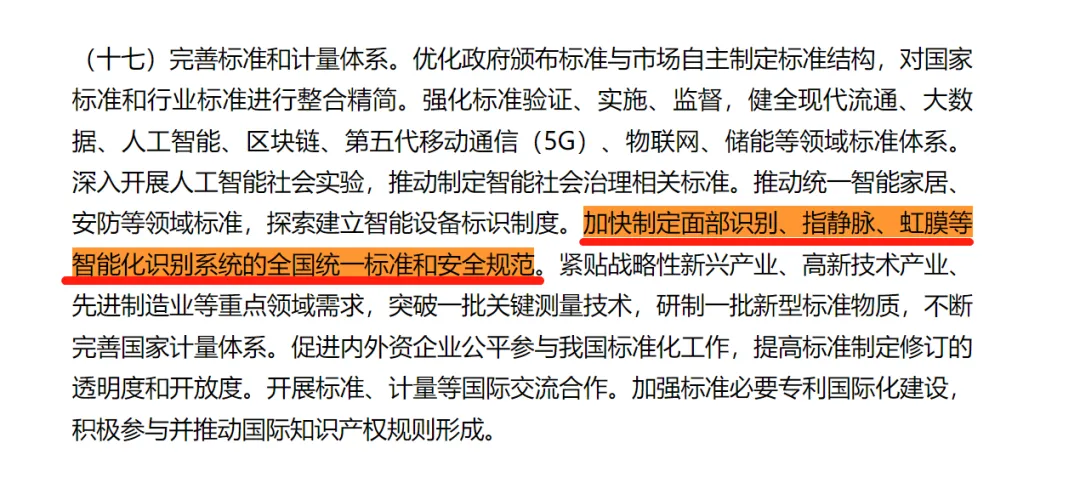 （十七）完善标准和计量体系。优化政府颁布标准与市场自主制定标准结构，对国家
标准和行业标准进行整合精简。强化标准验证、实施、监督，健全现代流通、大数
据、人工智能、区块链、第五代移动通信（5G）、物联网、储能等领域标准体系。
深入开展人工智能社会实验，推动制定智能社会治理相关标准。推动统一智能家居、
安防等领域标准，探索建立智能设备标识制度。加快制定面部识别、指静脉、虹膜等
智能化识别系统的全国统一标准和安全规范。紧贴战略性新兴产业、高新技术产业、
先进制造业等重点领域需求，突破一批关键测量技术，研制一批新型标准物质，不断
完善国家计量体系。促进内外资企业公平参与我国标准化工作，提高标准制定修订的
透明度和开放度。开展标准、计量等国际交流合作。加强标准必要专利国际化建设，
积极参与并推动国际知识产权规则形成。